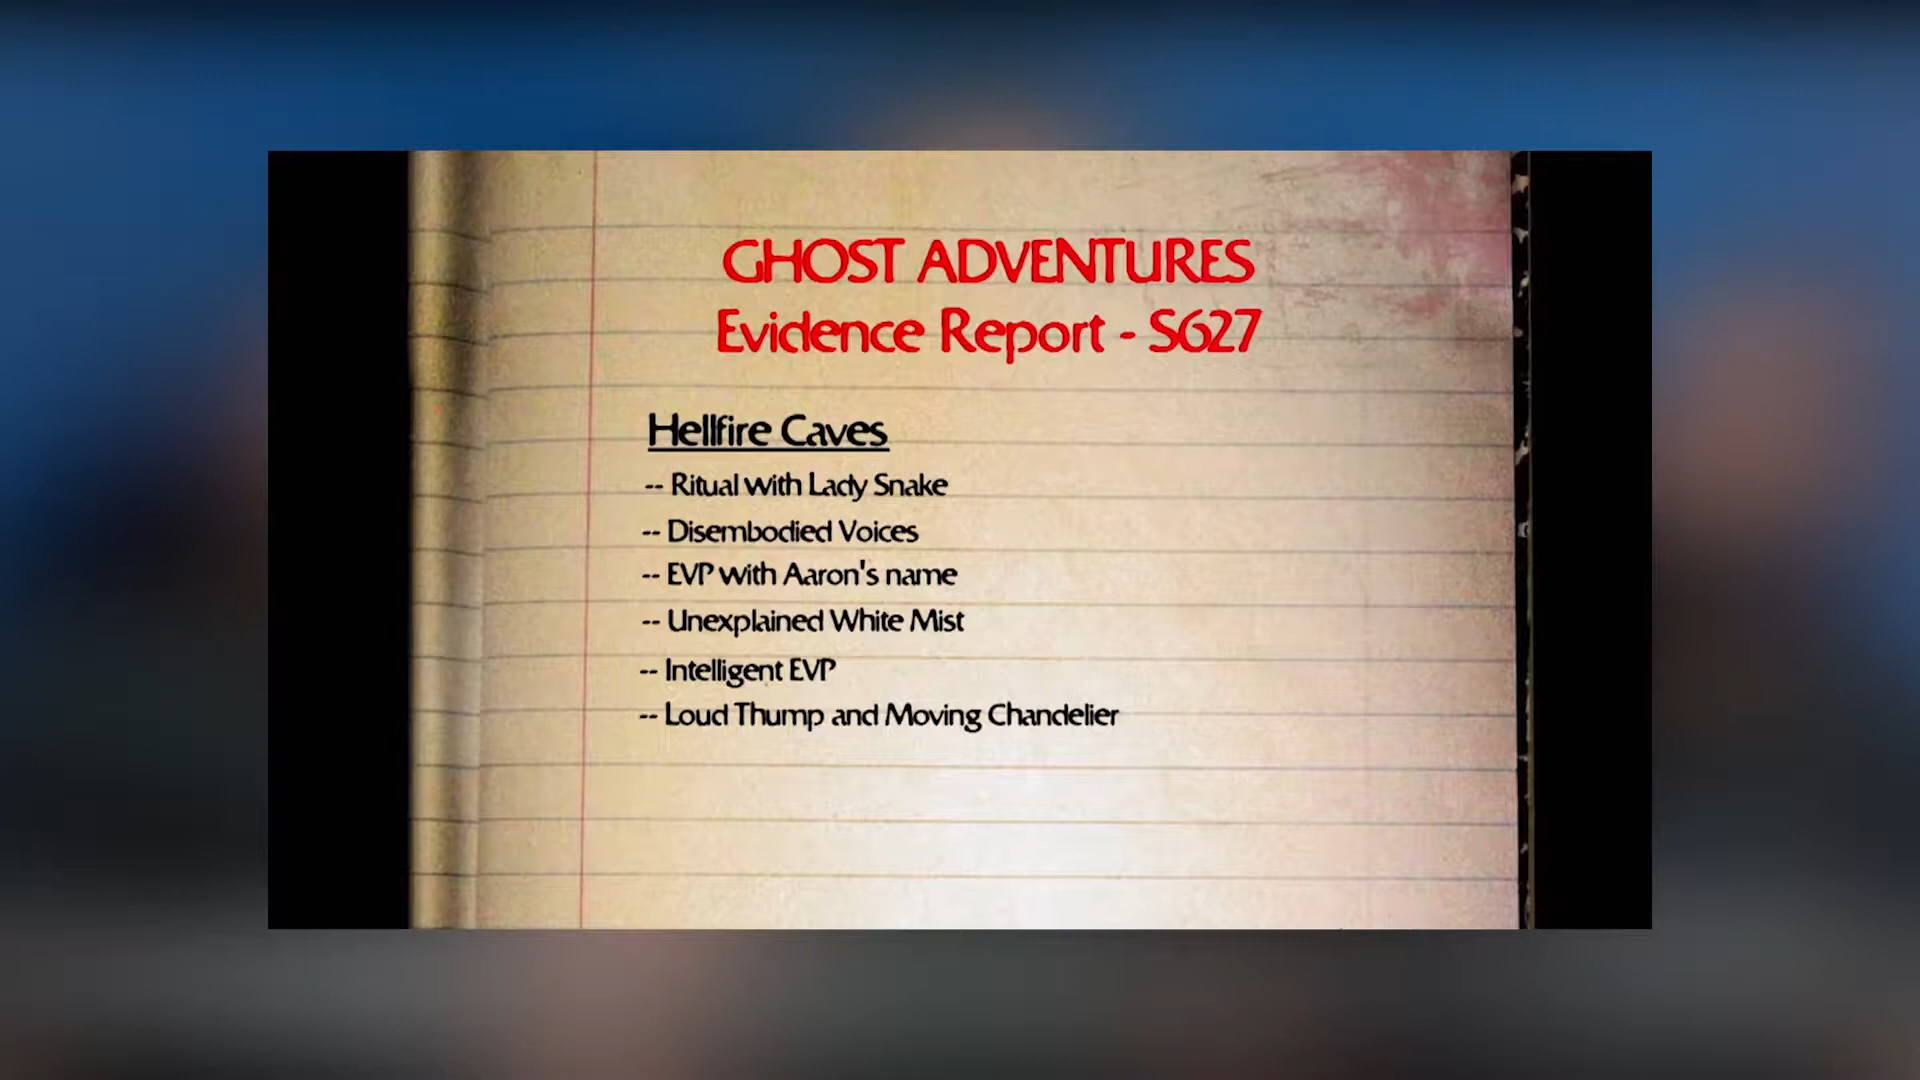 GHOST ADVENTURES
Evidence Report - S627
Hellfire Caves
-- Ritual with Lady Snake
-- Disembodied Voices
-- EVP with Aaron's name
-- Unexplained White Mist
-- Intelligent EVP
-- Loud Thump and Moving Chandelier